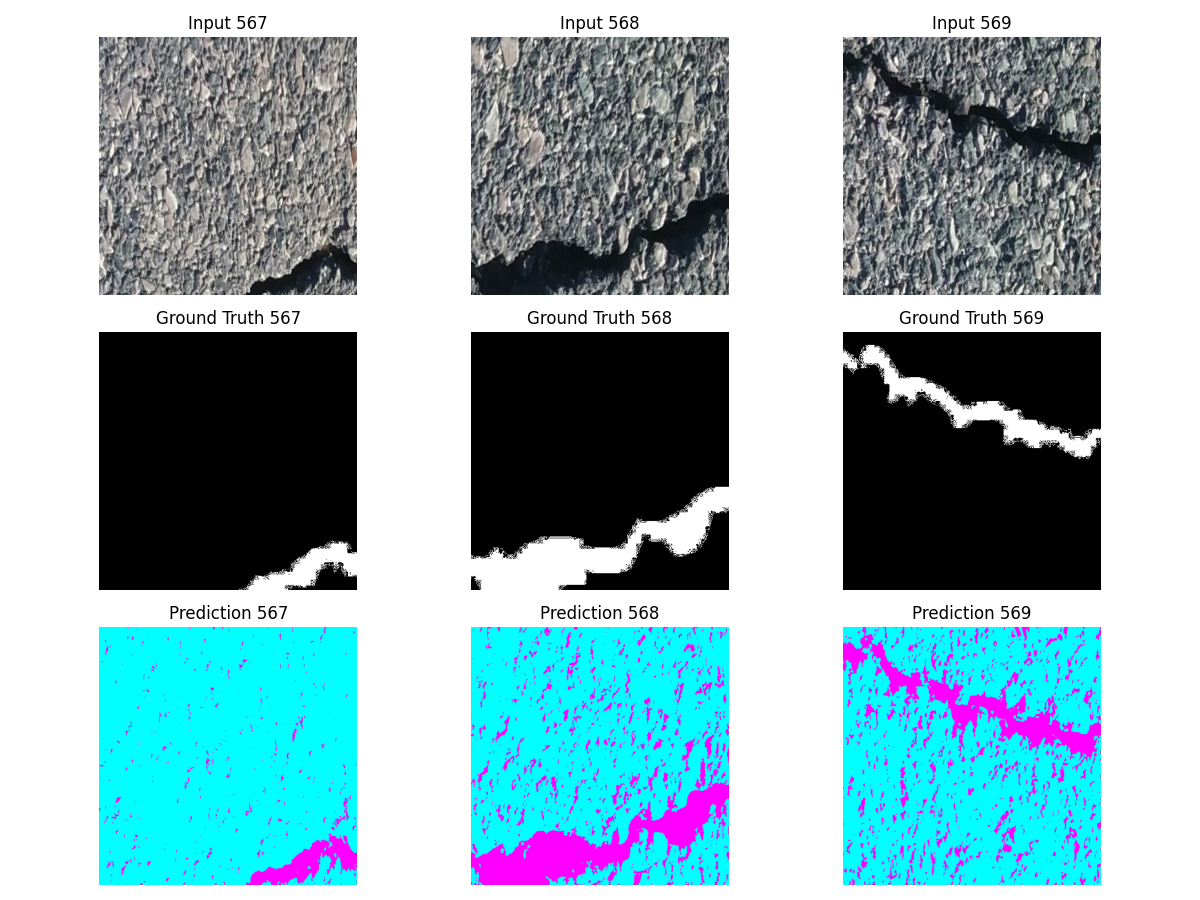 Input 567
Input 568
Input 569
Ground Truth 567
Ground Truth 568
Ground Truth 569
Prediction 567
Prediction 568
Prediction 569